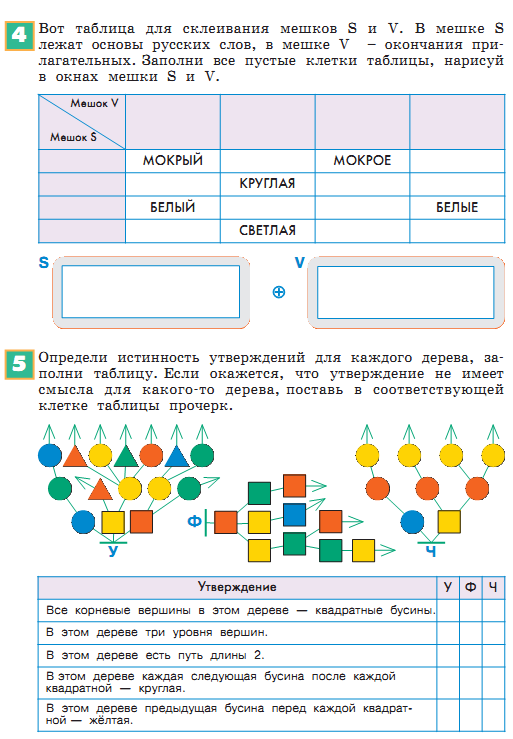 4
Вот таблица для склеивания мешков S и V. В мешке S
лежат основы русских слов, в мешке V – окончания при-
лагательных. Заполни все пустые клетки таблицы, нарисуй
в окнах мешки S и V.
Мешок V
Мешок S
МОКРЫЙ МОКРОЕ
КРУГЛАЯ
БЕЛЫЙ БЕЛЫЕ
СВЕТЛАЯ
S ⊕ V
5
Определи истинность утверждений для каждого дерева, за-
полни таблицу. Если окажется, что утверждение не имеет
смысла для какого-то дерева, поставь в соответствующей
клетке таблицы прочерк.
Ф
У Ч
Утверждение У Ф Ч
Все корневые вершины в этом дереве — квадратные бусины.
В этом дереве три уровня вершин.
В этом дереве есть путь длины 2.
В этом дереве каждая следующая бусина после каждой
квадратной — круглая.
В этом дереве предыдущая бусина перед каждой квадрат-
ной — жёлтая.